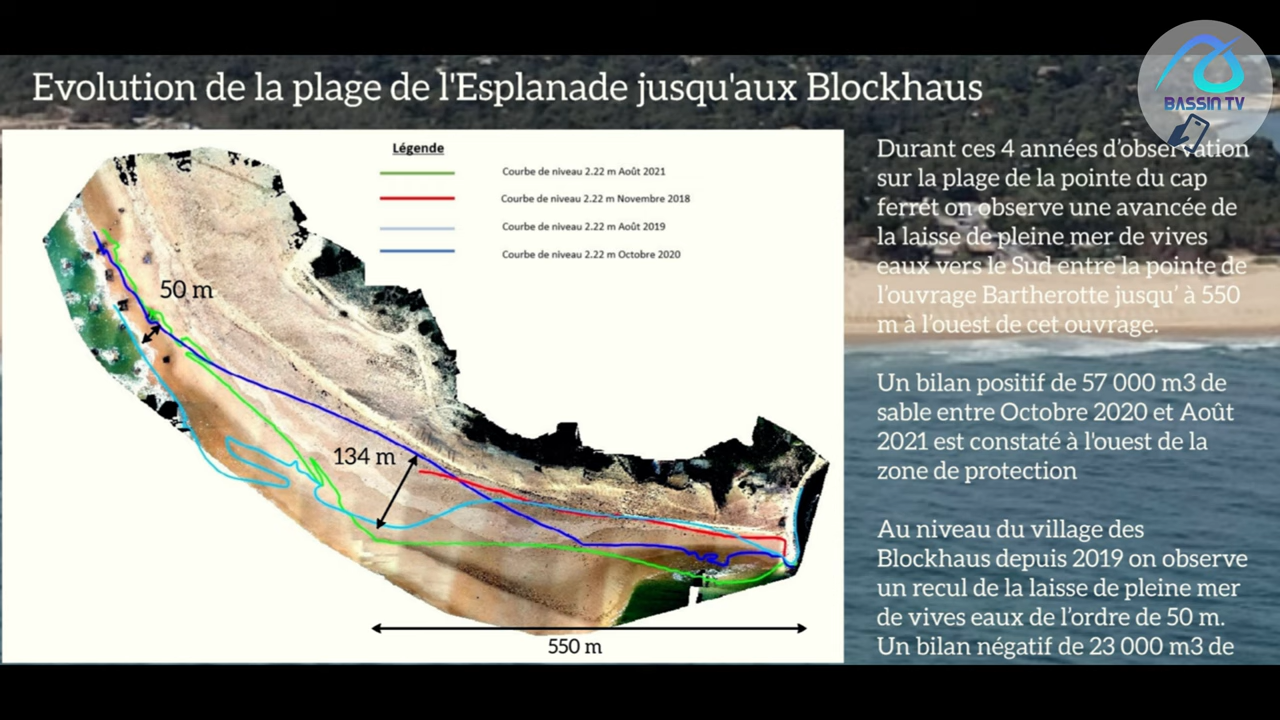 BASSIN TV
Evolution de la plage de l'Esplanade jusqu'aux Blockhaus
Légende
Courbe de niveau 2.22 m Août 2021
Courbe de niveau 2.22 m Novembre 2018
Courbe de niveau 2.22 m Août 2019
Courbe de niveau 2.22 m Octobre 2020
50 m
134 m
550 m
Durant ces 4 années d’observation
sur la plage de la pointe du cap
ferret on observe une avancée de
la laisse de pleine mer de vives
eaux vers le Sud entre la pointe de
l’ouvrage Bartherotte jusqu’ à 550
m à l’ouest de cet ouvrage.
Un bilan positif de 57 000 m3 de
sable entre Octobre 2020 et Août
2021 est constaté à l'ouest de la
zone de protection
Au niveau du village des
Blockhaus depuis 2019 on observe
un recul de la laisse de pleine mer
de vives eaux de l’ordre de 50 m.
Un bilan négatif de 23 000 m3 de